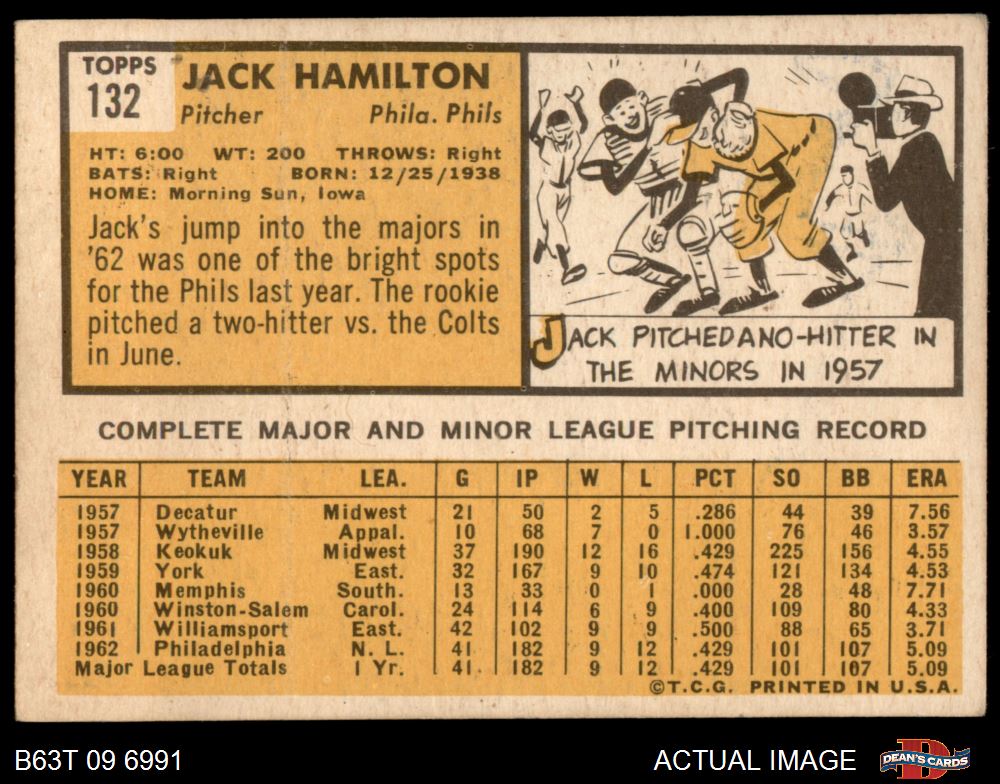 TOPPS
132
JACK HAMILTON
Pitcher Phila. Phils
HT: 6:00 WT: 200 THROWS: Right
BATS: Right BORN: 12/25/1938
HOME: Morning Sun, Iowa
Jack's jump into the majors in
'62 was one of the bright spots
for the Phils last year. The rookie
pitched a two-hitter vs. the Colts
in June.
JACK PITCHED A NO-HITTER IN
THE MINORS IN 1957
COMPLETE MAJOR AND MINOR LEAGUE PITCHING RECORD
YEAR TEAM LEA. G IP W L PCT SO BB ERA
1957 Decatur Midwest 21 50 2 5 .286 44 39 7.56
1957 Wytheville Appal. 10 68 7 0 1.000 76 46 3.57
1958 Keokuk Midwest 37 190 12 16 .429 225 156 4.55
1959 York East. 32 167 9 10 .474 121 134 4.53
1960 Memphis South. 13 33 0 1 .000 28 48 7.71
1960 Winston-Salem Carol. 24 114 6 9 .400 109 80 4.33
1961 Williamsport East. 42 102 9 9 .500 88 65 3.71
1962 Philadelphia N. L. 41 182 9 12 .429 101 107 5.09
Major League Totals 1 Yr. 41 182 9 12 .429 101 107 5.09
©T.C.G. PRINTED IN U.S.A.
B63T 09 6991 ACTUAL IMAGE DEAN'S CARDS